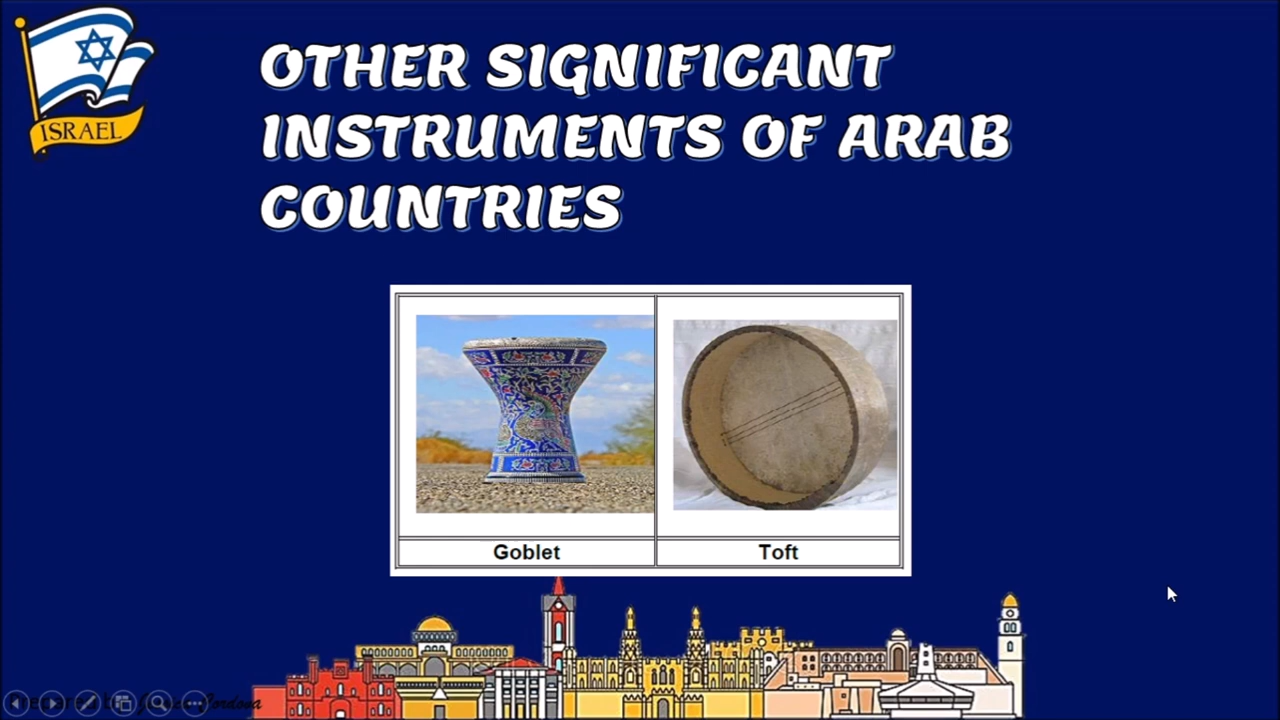 ISRAEL
OTHER SIGNIFICANT
INSTRUMENTS OF ARAB
COUNTRIES
Goblet
Toft